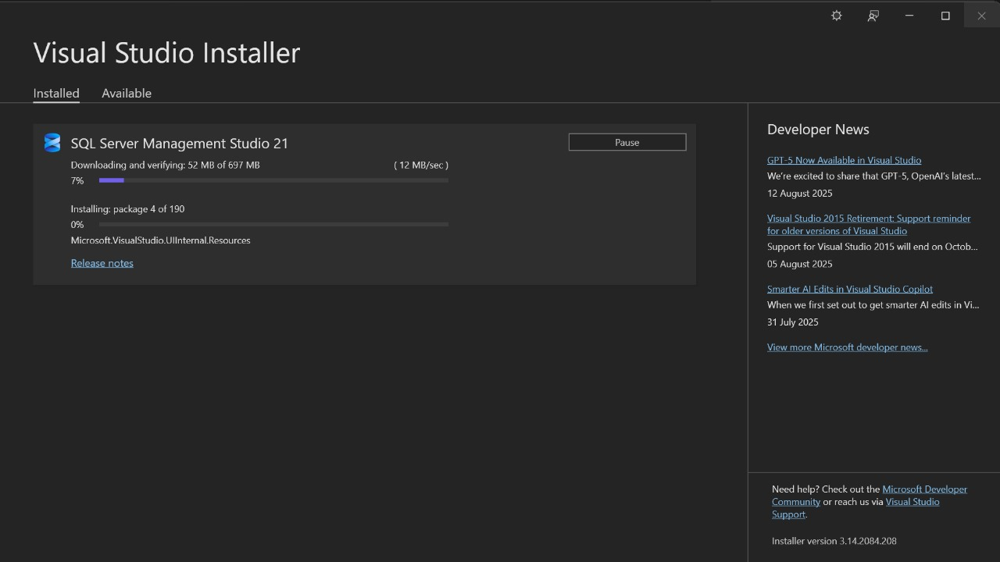 Visual Studio Installer
Installed
Available
SQL Server Management Studio 21
Pause
Downloading and verifying: 52 MB of 697 MB
( 12 MB/sec )
7%
Installing: package 4 of 190
0%
Microsoft.VisualStudio.UIInternal.Resources
Release notes
Developer News
GPT-5 Now Available in Visual Studio
We're excited to share that GPT-5, OpenAI's latest...
12 August 2025
Visual Studio 2015 Retirement: Support reminder
for older versions of Visual Studio
Support for Visual Studio 2015 will end on Octob...
05 August 2025
Smarter AI Edits in Visual Studio Copilot
When we first set out to get smarter AI edits in Vi...
31 July 2025
View more Microsoft developer news...
Need help? Check out the Microsoft Developer
Community or reach us via Visual Studio
Support.
Installer version 3.14.2084.208